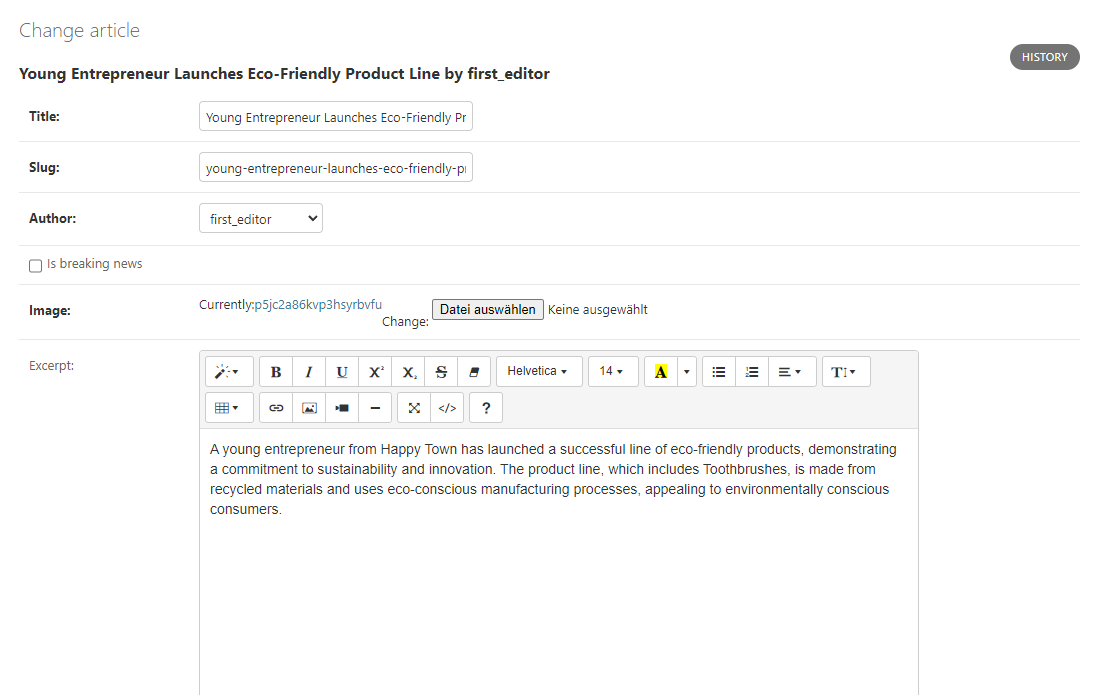 Change article
HISTORY
Young Entrepreneur Launches Eco-Friendly Product Line by first_editor
Title:
Young Entrepreneur Launches Eco-Friendly Pr
Slug:
young-entrepreneur-launches-eco-friendly-p
Author:
first_editor
Is breaking news
Image:
Currently:p5jc2a86kvp3hsyrbvfu
Change: Datei auswählen Keine ausgewählt
Excerpt:
B I U X² X₂ S Helvetica 14 A T
</> ?
A young entrepreneur from Happy Town has launched a successful line of eco-friendly products, demonstrating
a commitment to sustainability and innovation. The product line, which includes Toothbrushes, is made from
recycled materials and uses eco-conscious manufacturing processes, appealing to environmentally conscious
consumers.